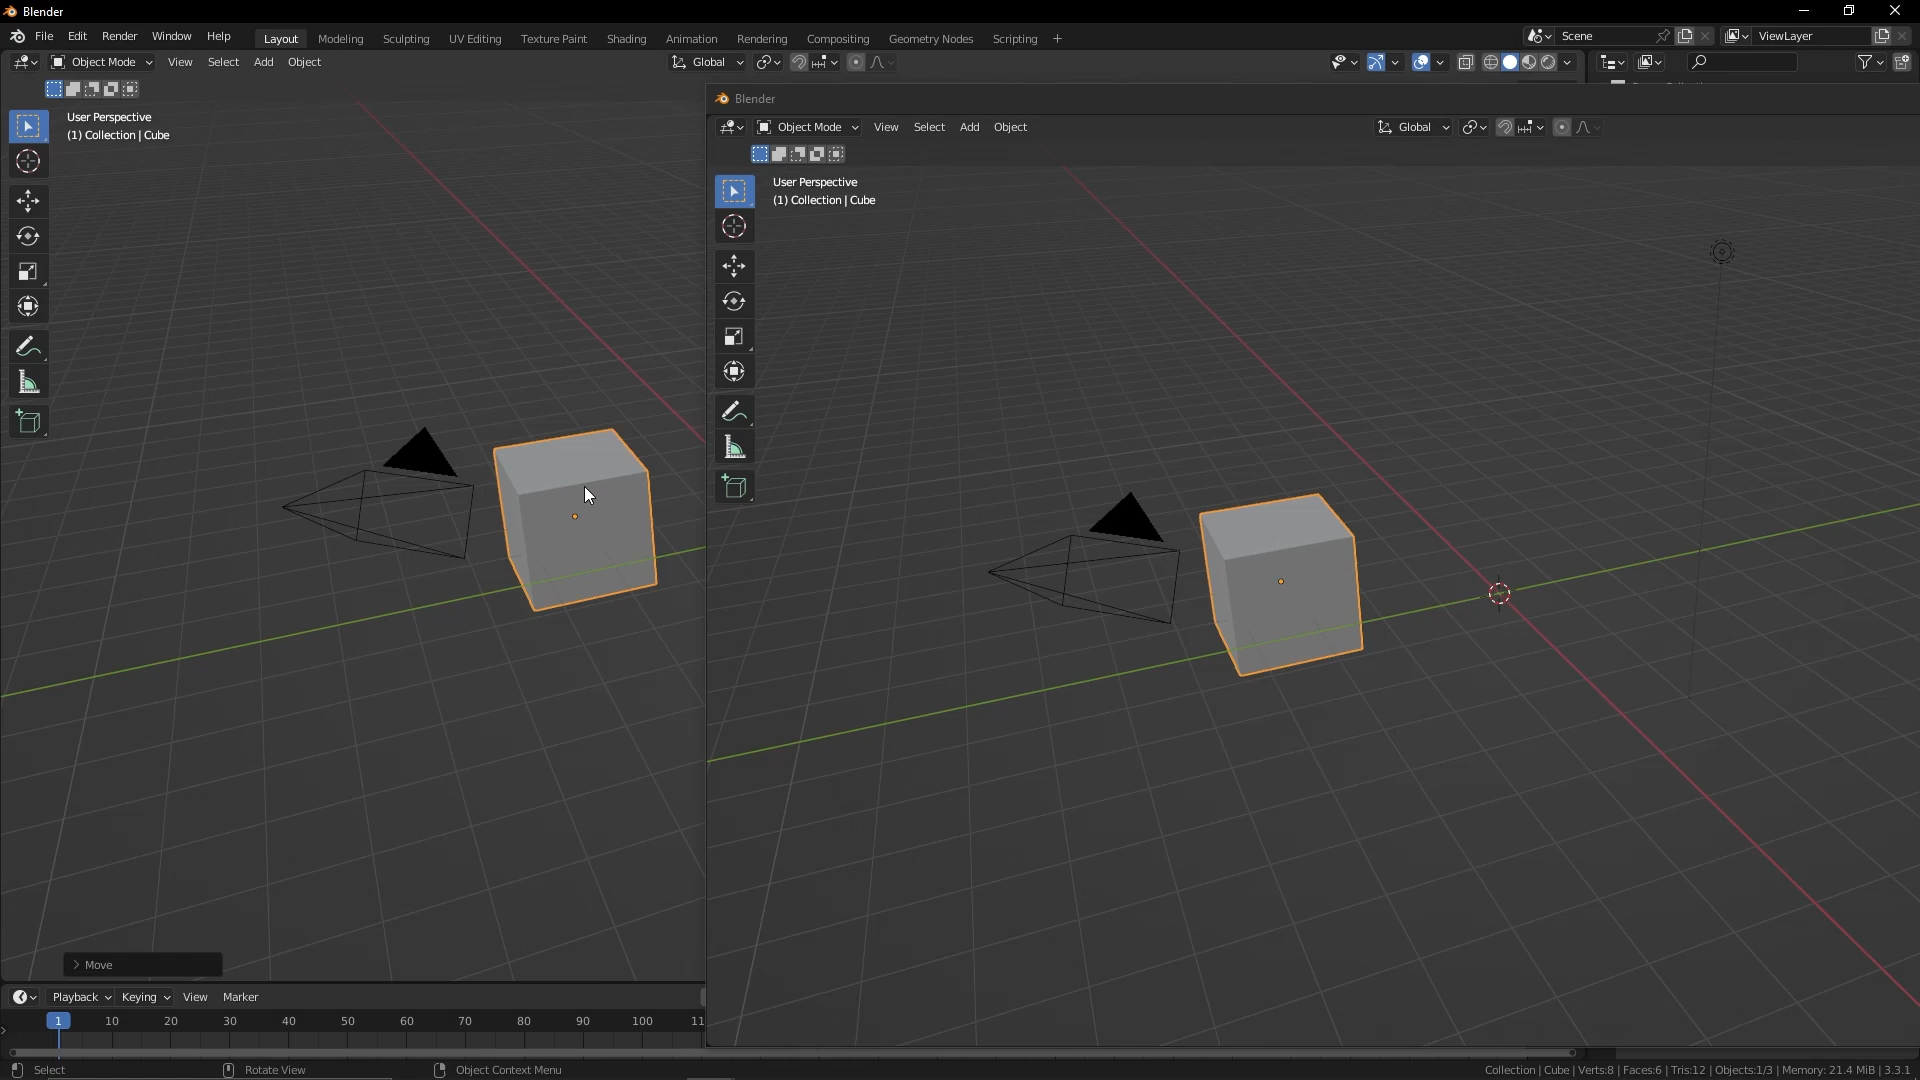 Blender
File Edit Render Window Help Layout Modeling Sculpting UV Editing Texture Paint Shading Animation Rendering Compositing Geometry Nodes Scripting + Scene ViewLayer
Object Mode View Select Add Object Global
User Perspective
(1) Collection | Cube
Blender
Object Mode View Select Add Object Global
User Perspective
(1) Collection | Cube
> Move
Playback Keying View Marker
1 10 20 30 40 50 60 70 80 90 100
Select Rotate View Object Context Menu Collection | Cube | Verts:8 | Faces:6 | Tris:12 | Objects:1/3 | Memory: 21.4 MiB | 3.3.1